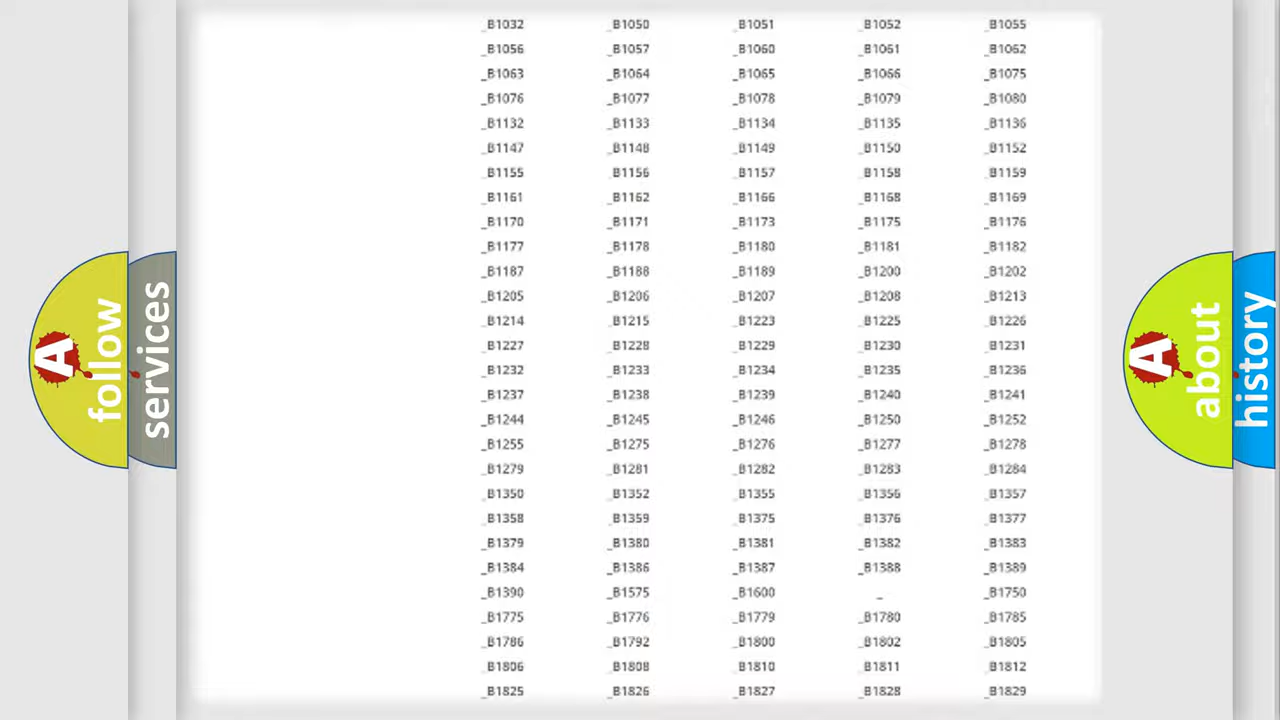 _B1032 _B1050 _B1051 _B1052 _B1055
_B1056 _B1057 _B1060 _B1061 _B1062
_B1063 _B1064 _B1065 _B1066 _B1075
_B1076 _B1077 _B1078 _B1079 _B1080
_B1132 _B1133 _B1134 _B1135 _B1136
_B1147 _B1148 _B1149 _B1150 _B1152
_B1155 _B1156 _B1157 _B1158 _B1159
_B1161 _B1162 _B1166 _B1168 _B1169
_B1170 _B1171 _B1173 _B1175 _B1176
_B1177 _B1178 _B1180 _B1181 _B1182
_B1187 _B1188 _B1189 _B1200 _B1202
_B1205 _B1206 _B1207 _B1208 _B1213
_B1214 _B1215 _B1223 _B1225 _B1226
_B1227 _B1228 _B1229 _B1230 _B1231
_B1232 _B1233 _B1234 _B1235 _B1236
_B1237 _B1238 _B1239 _B1240 _B1241
_B1244 _B1245 _B1246 _B1250 _B1252
_B1255 _B1275 _B1276 _B1277 _B1278
_B1279 _B1281 _B1282 _B1283 _B1284
_B1350 _B1352 _B1355 _B1356 _B1357
_B1358 _B1359 _B1375 _B1376 _B1377
_B1379 _B1380 _B1381 _B1382 _B1383
_B1384 _B1386 _B1387 _B1388 _B1389
_B1390 _B1575 _B1600 _ _B1750
_B1775 _B1776 _B1779 _B1780 _B1785
_B1786 _B1792 _B1800 _B1802 _B1805
_B1806 _B1808 _B1810 _B1811 _B1812
_B1825 _B1826 _B1827 _B1828 _B1829
A
follow
services
A
about
history